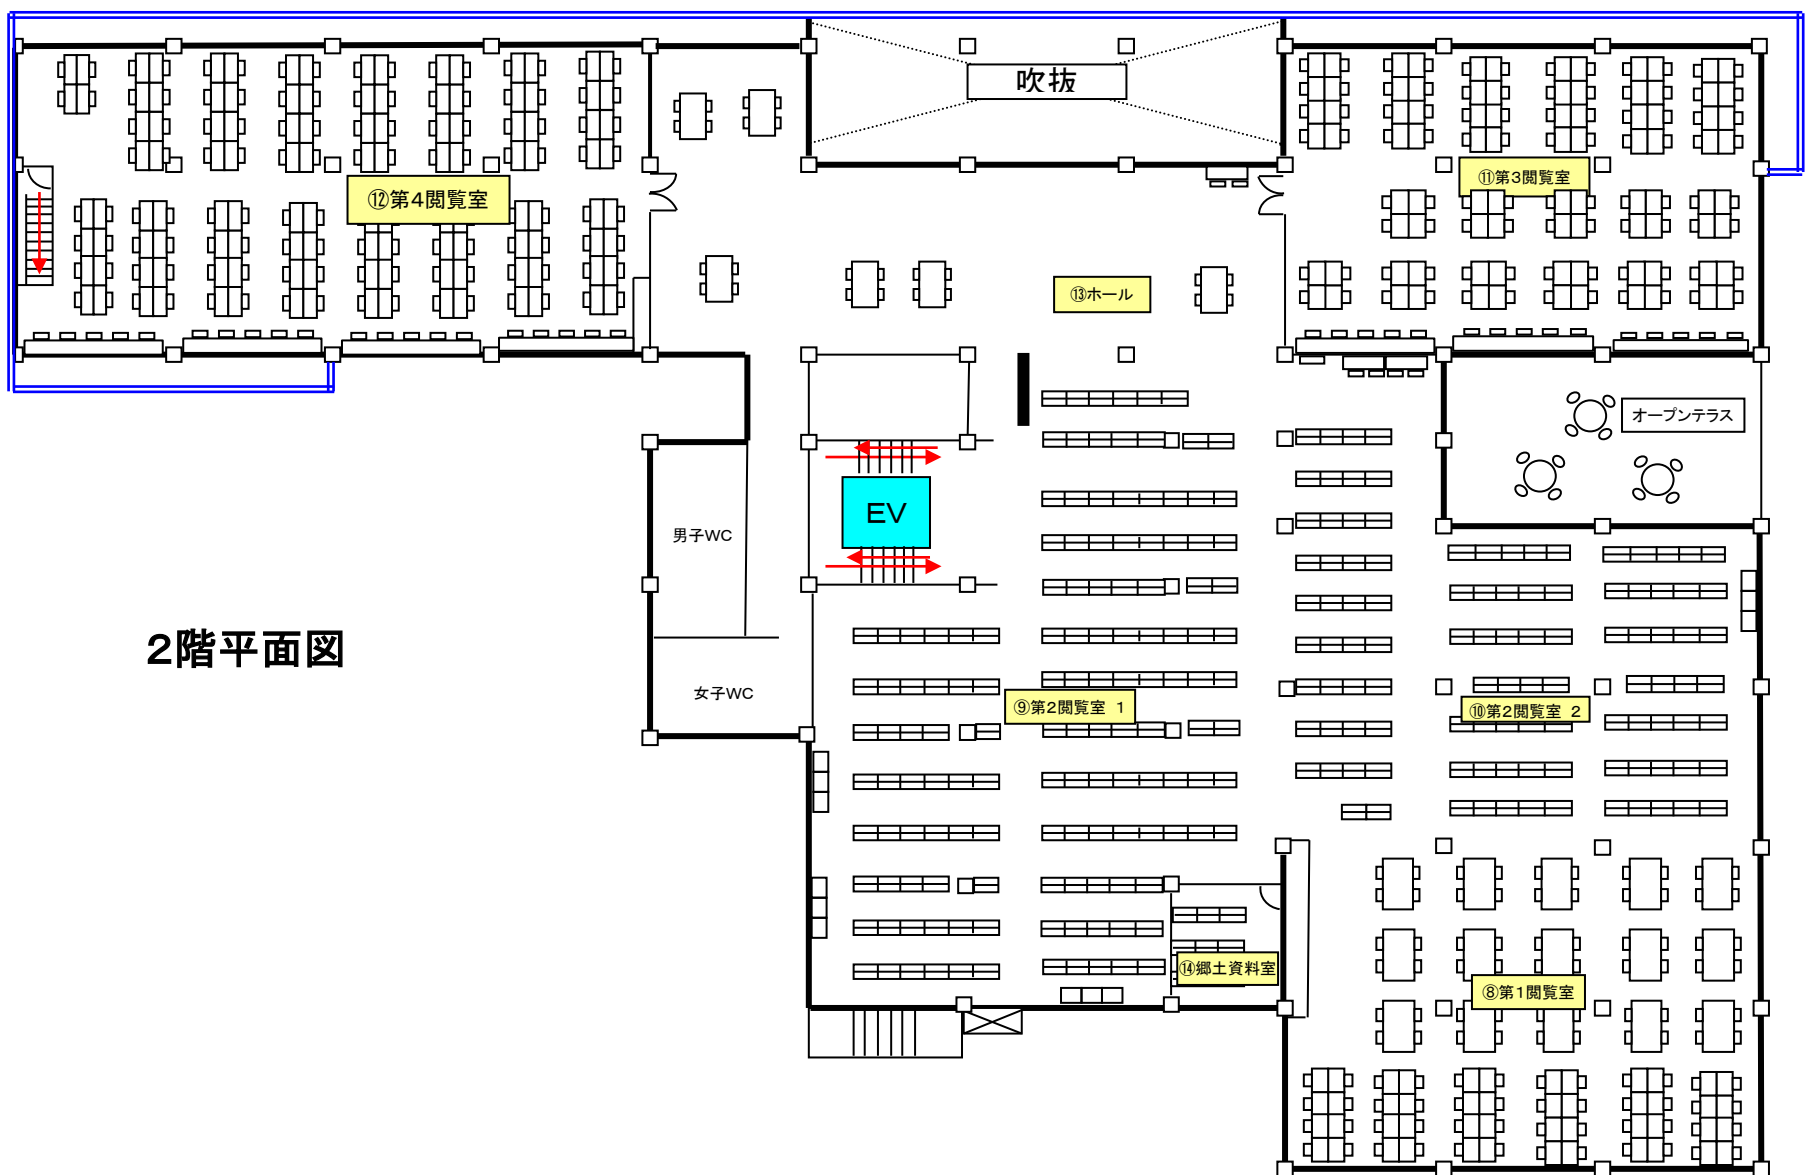 吹抜
⑪第3閲覧室
⑫第4閲覧室
⑬ホール
オープンテラス
EV
男子WC
2階平面図
女子WC
⑨第2閲覧室 1
⑩第2閲覧室 2
⑭郷土資料室
⑧第1閲覧室